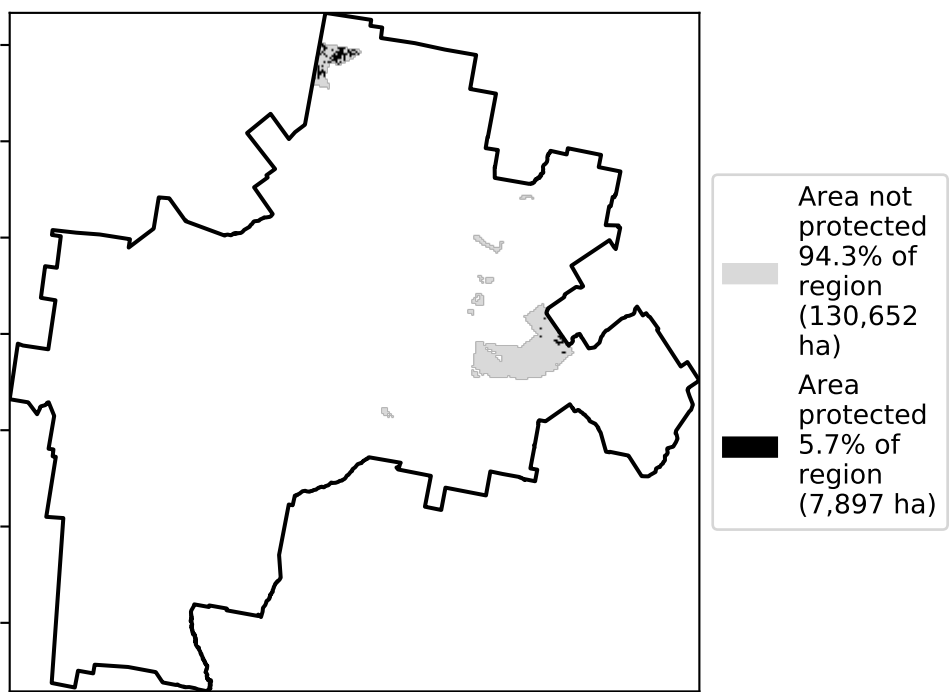 Area not
protected
94.3% of
region
(130,652
ha)
Area
protected
5.7% of
region
(7,897 ha)